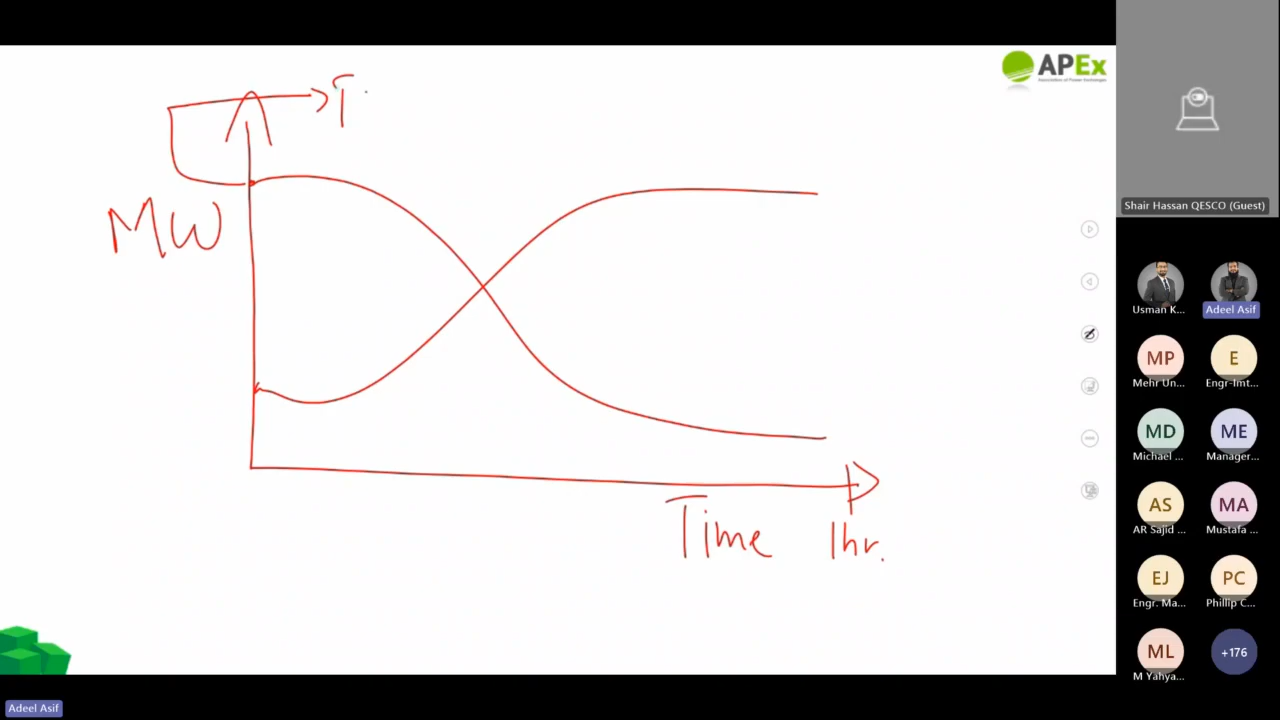 APEx
T
MW
Time 1hr.
Shair Hassan QESCO (Guest)
Usman K...
Adeel Asif
MP
Mehr Un...
E
Engr-Imt...
MD
Michael ...
ME
Manager...
AS
AR Sajid ...
MA
Mustafa ...
EJ
Engr. Ma...
PC
Phillip C...
ML
M Yahya...
+176
Adeel Asif